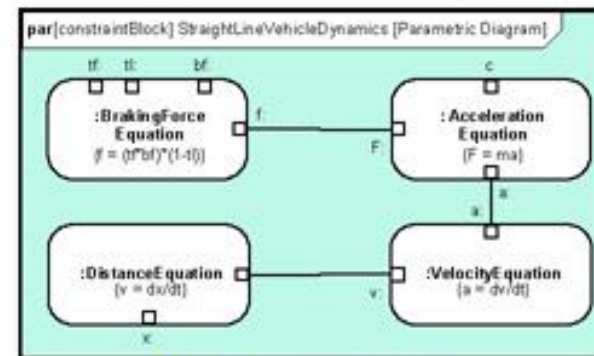 par[constraintBlock] StraightLineVehicleDynamics [Parametric Diagram]
tf: tl: bf: c
:BrakingForce
Equation
{f = (tf*bf)*(1-tl)}
f:
F:
: Acceleration
Equation
{F = ma}
a:
a:
:DistanceEquation
{v = dx/dt}
v:
:VelocityEquation
{a = dv/dt}
x: